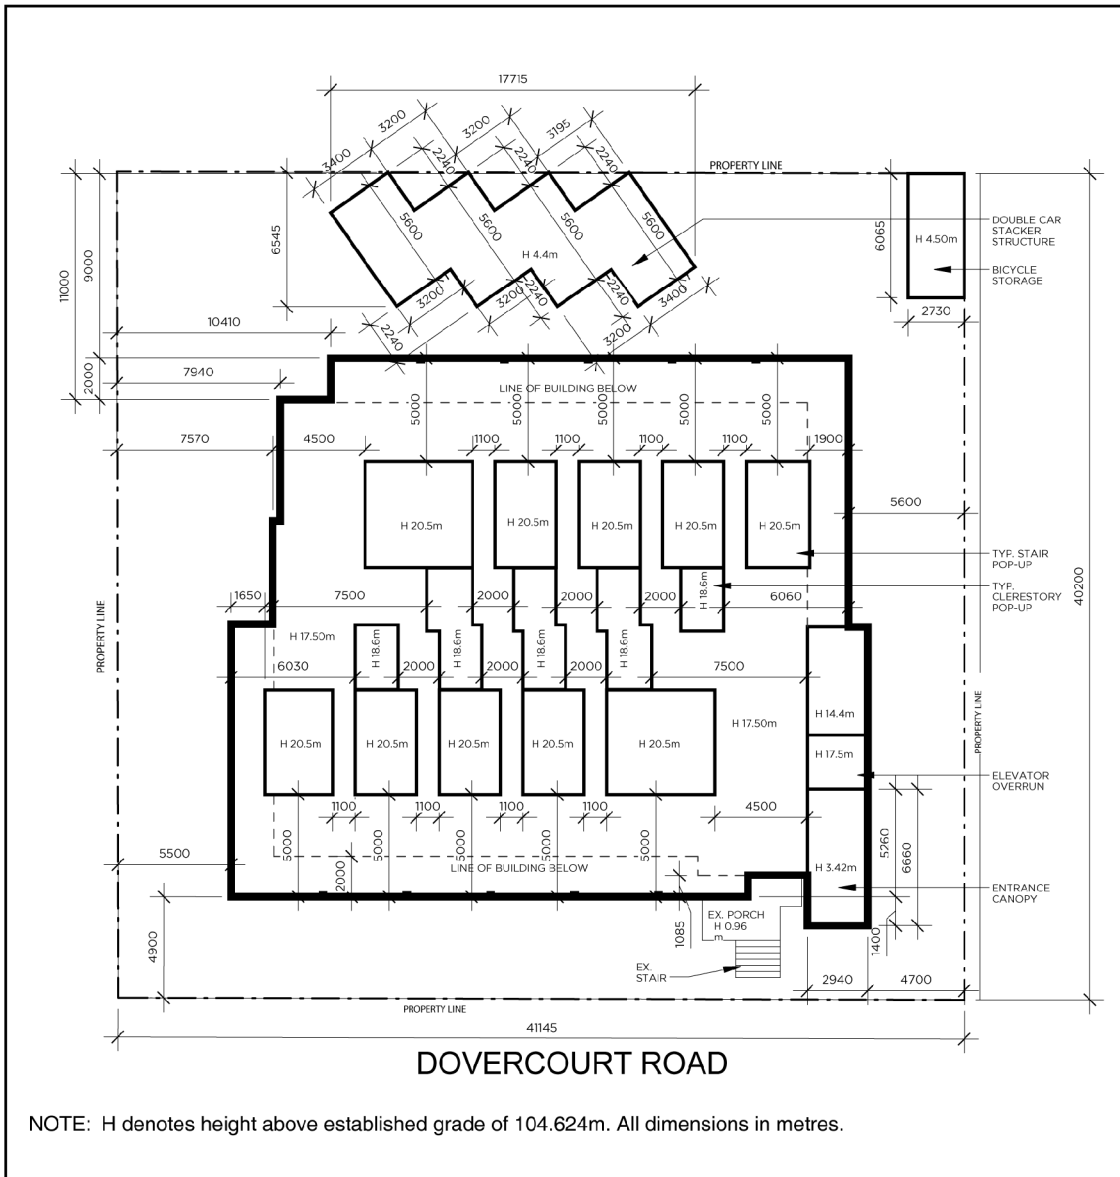 17715
3200
3200
3195
3400
2240
2240
2240
PROPERTY LINE
5600
5600
5600
5600
6545
6065
H 4.50m
DOUBLE CAR
STACKER
STRUCTURE
H 4.4m
BICYCLE
STORAGE
11000
9000
3200
3200
2240
2240
3400
2730
10410
2240
3200
2000
7940
LINE OF BUILDING BELOW
5000
5000
5000
5000
5000
7570
4500
1100
1100
1100
1100
1900
5600
H 20.5m
H 20.5m
H 20.5m
H 20.5m
H 20.5m
TYP. STAIR
POP-UP
TYP.
CLERESTORY
POP-UP
H 18.6m
40200
1650
7500
2000
2000
2000
6060
PROPERTY LINE
H 17.50m
H 18.6m
H 18.6m
H 18.6m
H 18.6m
6030
2000
2000
2000
7500
PROPERTY LINE
H 14.4m
H 17.50m
H 20.5m
H 20.5m
H 20.5m
H 20.5m
H 20.5m
H 17.5m
ELEVATOR
OVERRUN
1100
1100
1100
1100
4500
5000
5000
5000
5000
5000
5260
6660
5500
2000
LINE OF BUILDING BELOW
H 3.42m
ENTRANCE
CANOPY
EX. PORCH
H 0.96
m
4900
1085
1400
EX.
STAIR
2940
4700
PROPERTY LINE
41145
DOVERCOURT ROAD
NOTE: H denotes height above established grade of 104.624m. All dimensions in metres.